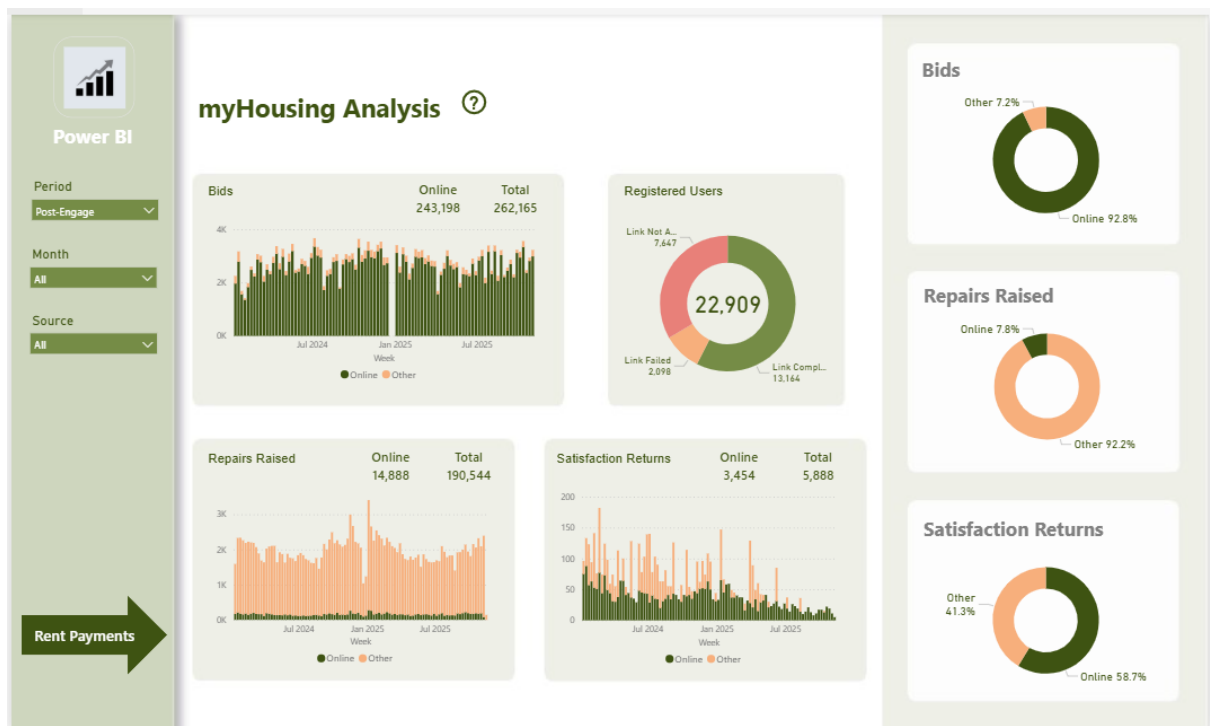 Power BI
Period
Post-Engage
Month
All
Source
All
Rent Payments
myHousing Analysis ?
Bids
Online Total
243,198 262,165
4K
2K
0K
Jul 2024 Jan 2025 Jul 2025
Week
Online Other
Registered Users
Link Not A...
7,647
22,909
Link Failed
2,098
Link Compl...
13,164
Repairs Raised
Online Total
14,888 190,544
3K
2K
1K
0K
Jul 2024 Jan 2025 Jul 2025
Week
Online Other
Satisfaction Returns
Online Total
3,454 5,888
200
150
100
50
0
Jul 2024 Jan 2025 Jul 2025
Week
Online Other
Bids
Other 7.2%
Online 92.8%
Repairs Raised
Online 7.8%
Other 92.2%
Satisfaction Returns
Other
41.3%
Online 58.7%